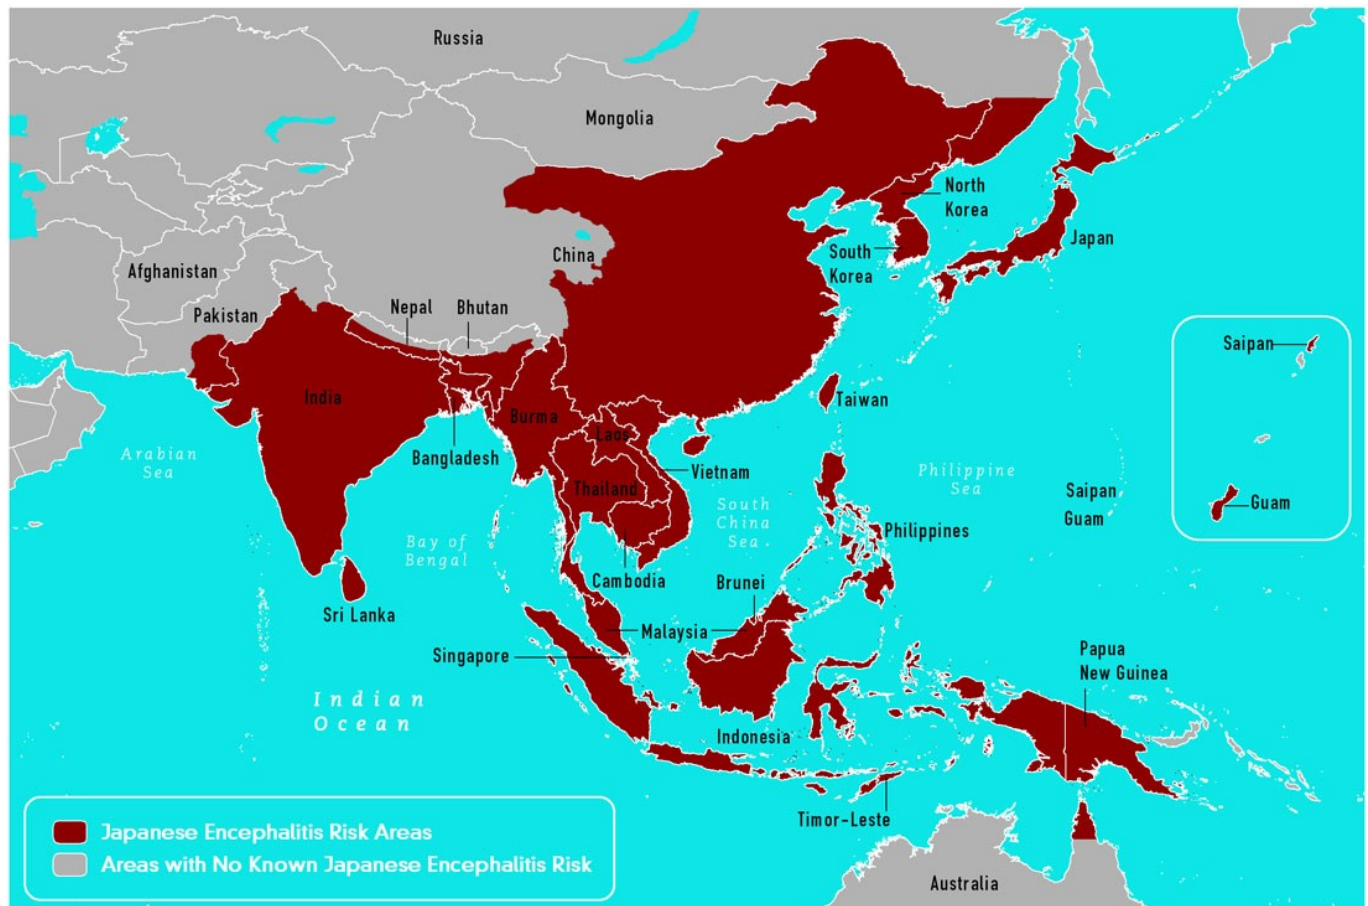 Russia
Mongolia
North
Korea
Japan
South
Korea
China
Afghanistan
Pakistan
Nepal
Bhutan
Saipan
India
Taiwan
Burma
Laos
Bangladesh
Arabian
Sea
Vietnam
Philippine
Sea
Thailand
South
China
Sea
Saipan
Guam
Guam
Philippines
Bay of
Bengal
Cambodia
Brunei
Sri Lanka
Malaysia
Singapore
Papua
New Guinea
Indian
Ocean
Indonesia
Timor-Leste
Japanese Encephalitis Risk Areas
Areas with No Known Japanese Encephalitis Risk
Australia